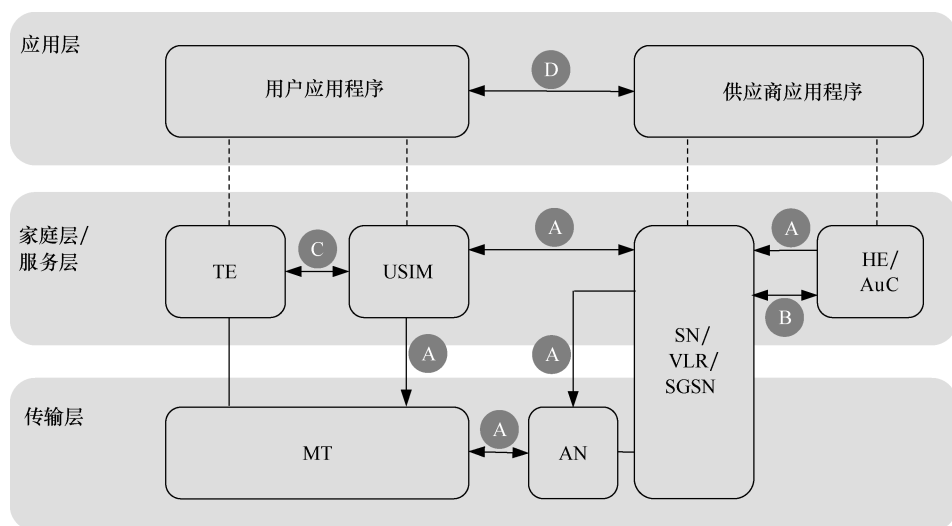 应用层
用户应用程序
D
供应商应用程序
家庭层/
服务层
TE
C
USIM
A
A
HE/
AuC
B
A
A
SN/
VLR/
SGSN
传输层
MT
A
AN